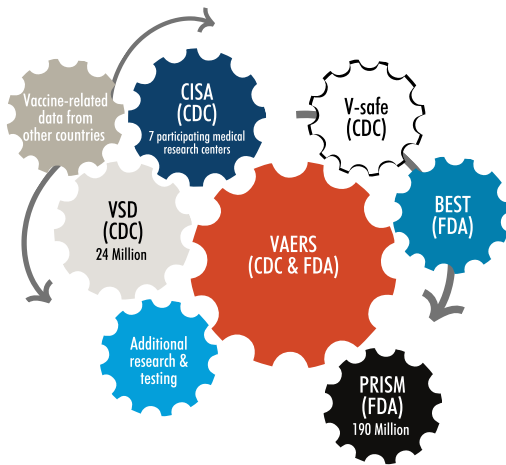 Vaccine-related
data from
other countries
CISA
(CDC)
7 participating medical
research centers
V-safe
(CDC)
VSD
(CDC)
24 Million
VAERS
(CDC & FDA)
BEST
(FDA)
Additional
research &
testing
PRISM
(FDA)
190 Million